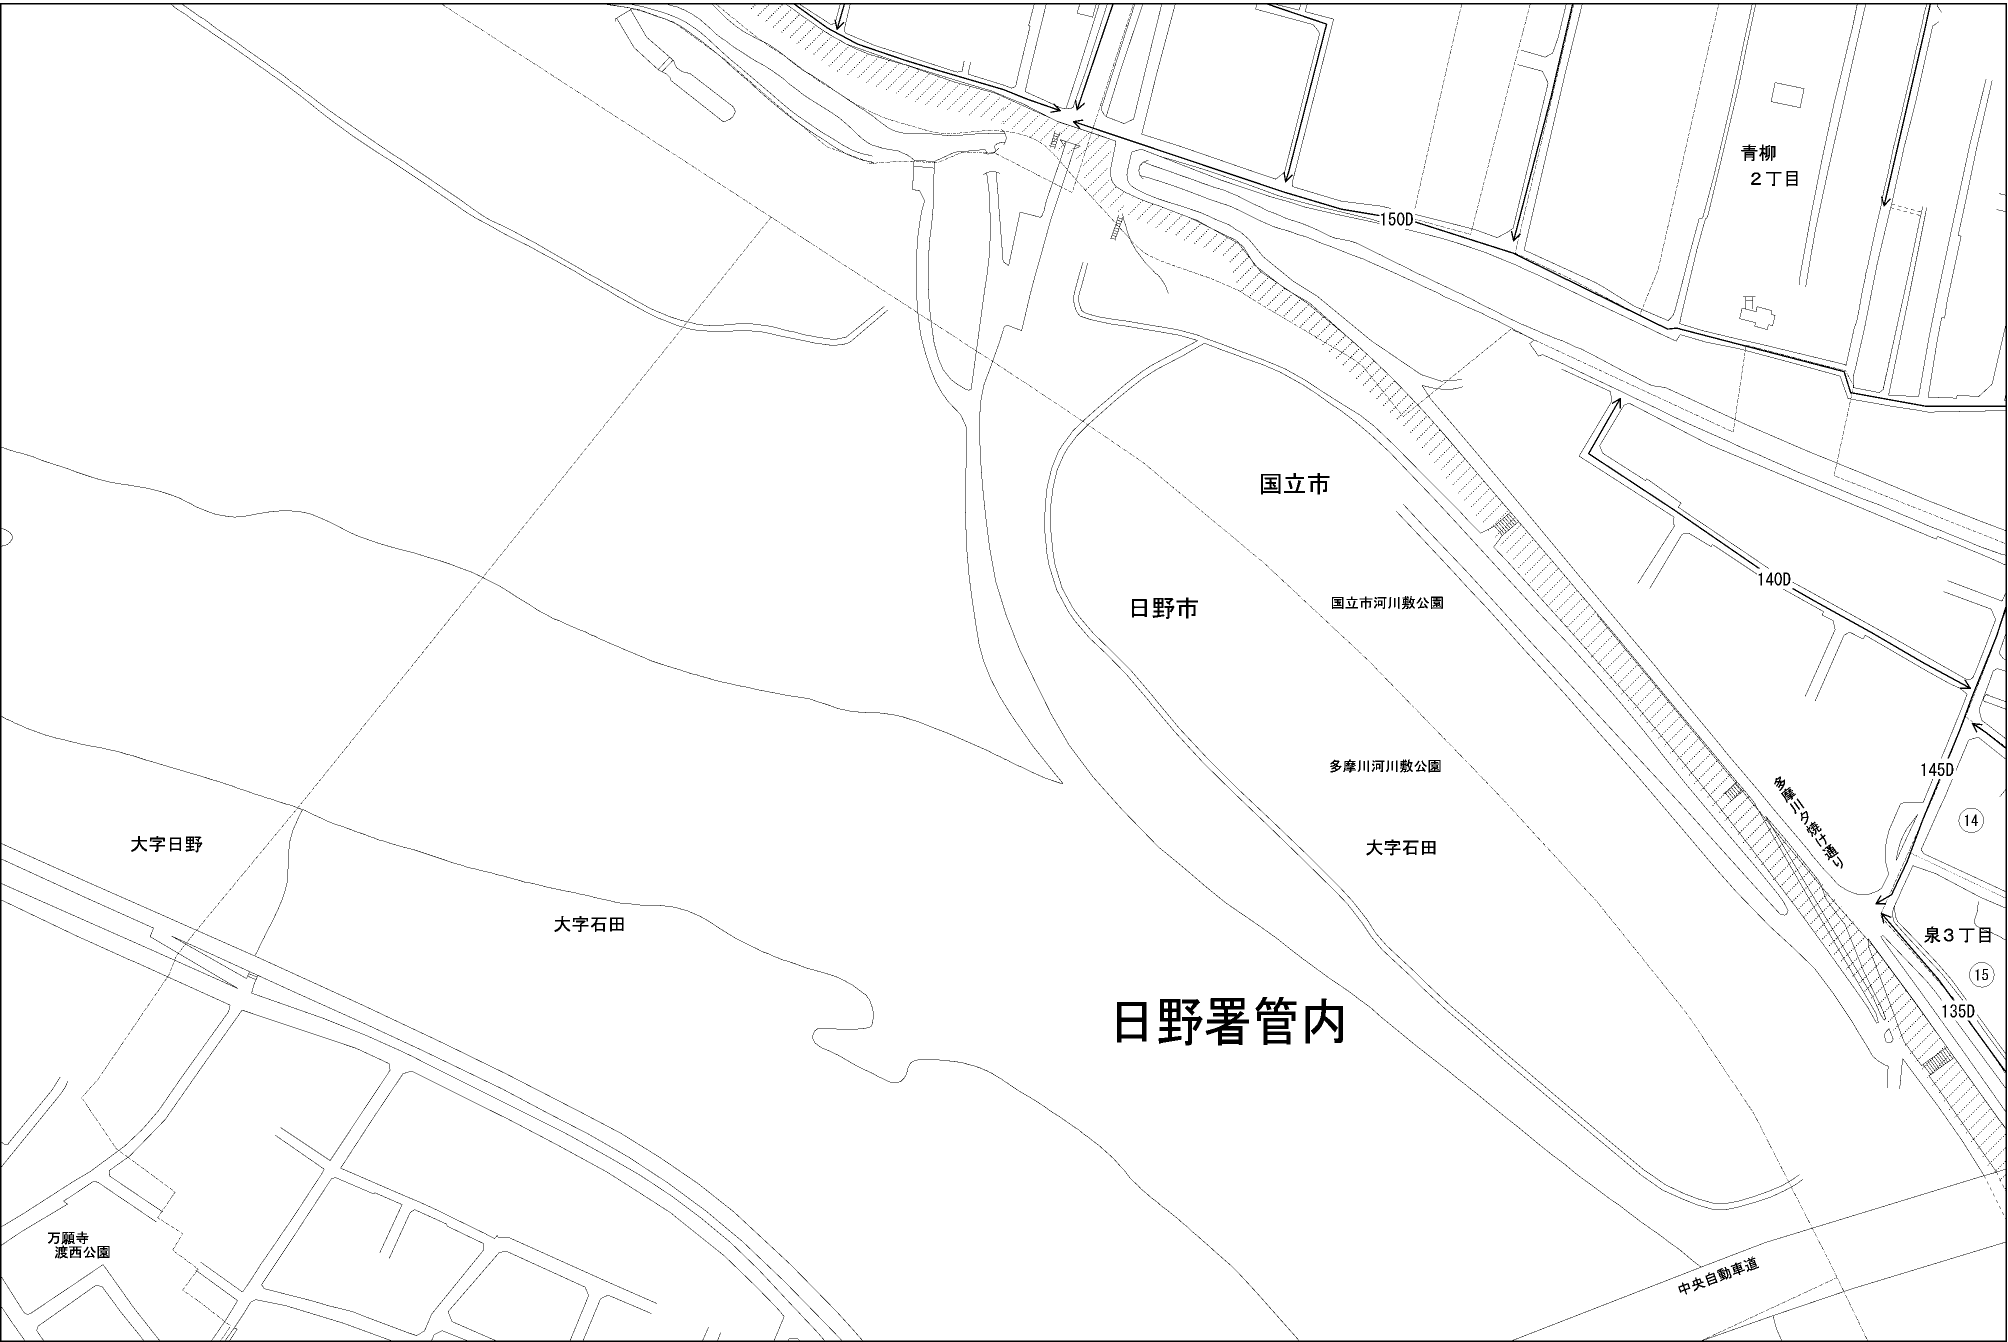 青柳
２丁目
150D
国立市
140D
日野市
国立市河川敷公園
多摩川河川敷公園
145D
多摩川夕焼け通り
14
大字日野
大字石田
大字石田
泉３丁目
15
135D
日野署管内
万願寺
渡西公園
中央自動車道